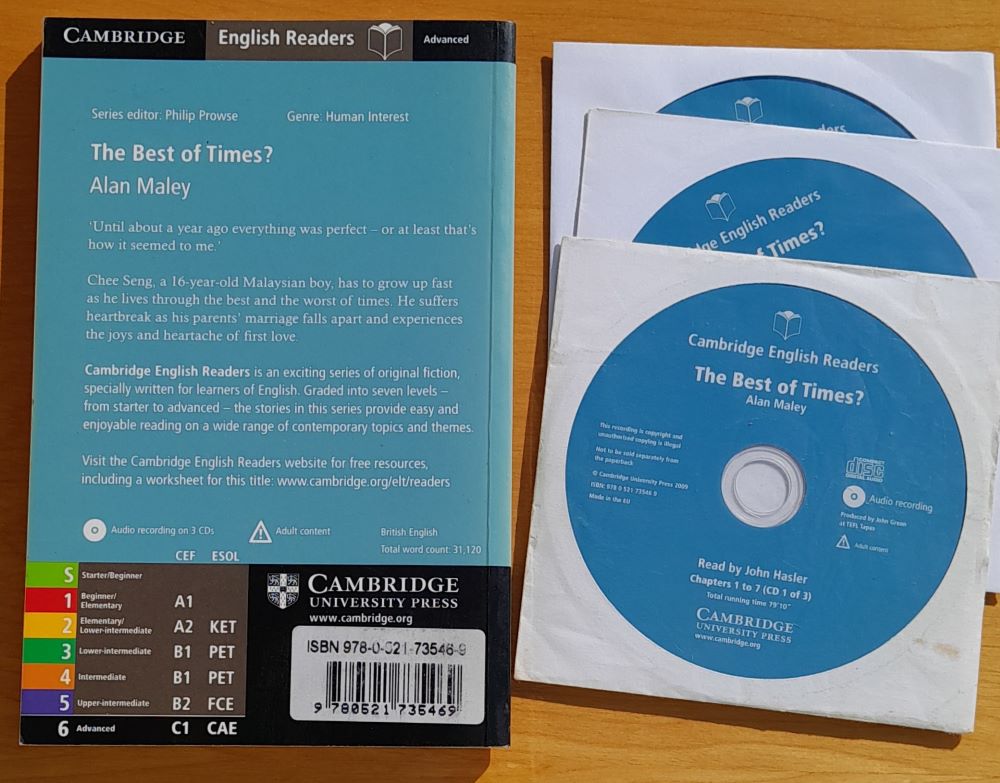 CAMBRIDGE English Readers Advanced
Series editor: Philip Prowse Genre: Human Interest
The Best of Times?
Alan Maley
'Until about a year ago everything was perfect – or at least that's
how it seemed to me.'
Chee Seng, a 16-year-old Malaysian boy, has to grow up fast
as he lives through the best and the worst of times. He suffers
heartbreak as his parents' marriage falls apart and experiences
the joys and heartache of first love.
Cambridge English Readers is an exciting series of original fiction,
specially written for learners of English. Graded into seven levels –
from starter to advanced – the stories in this series provide easy and
enjoyable reading on a wide range of contemporary topics and themes.
Visit the Cambridge English Readers website for free resources,
including a worksheet for this title: www.cambridge.org/elt/readers
Audio recording on 3 CDs
Adult content
British English
Total word count: 31,120
CEF ESOL
S Starter/Beginner
1 Beginner/
Elementary A1
2 Elementary/
Lower-intermediate A2 KET
3 Lower-intermediate B1 PET
4 Intermediate B1 PET
5 Upper-intermediate B2 FCE
6 Advanced C1 CAE
CAMBRIDGE
UNIVERSITY PRESS
www.cambridge.org
ISBN 978-0-521-73546-9
9 780521 735469
Readers
dge English Readers
of Times?
Cambridge English Readers
The Best of Times?
Alan Maley
This recording is copyright and
unauthorised copying is illegal
Not to be sold separately from
the paperback
© Cambridge University Press 2009
ISBN: 978 0 521 73546 9
Made in the EU
COMPACT
disc
DIGITAL AUDIO
Audio recording
Produced by John Green
at TEFL Tapes
Adult content
Read by John Hasler
Chapters 1 to 7 (CD 1 of 3)
Total running time 79'10"
CAMBRIDGE
UNIVERSITY PRESS
www.cambridge.org